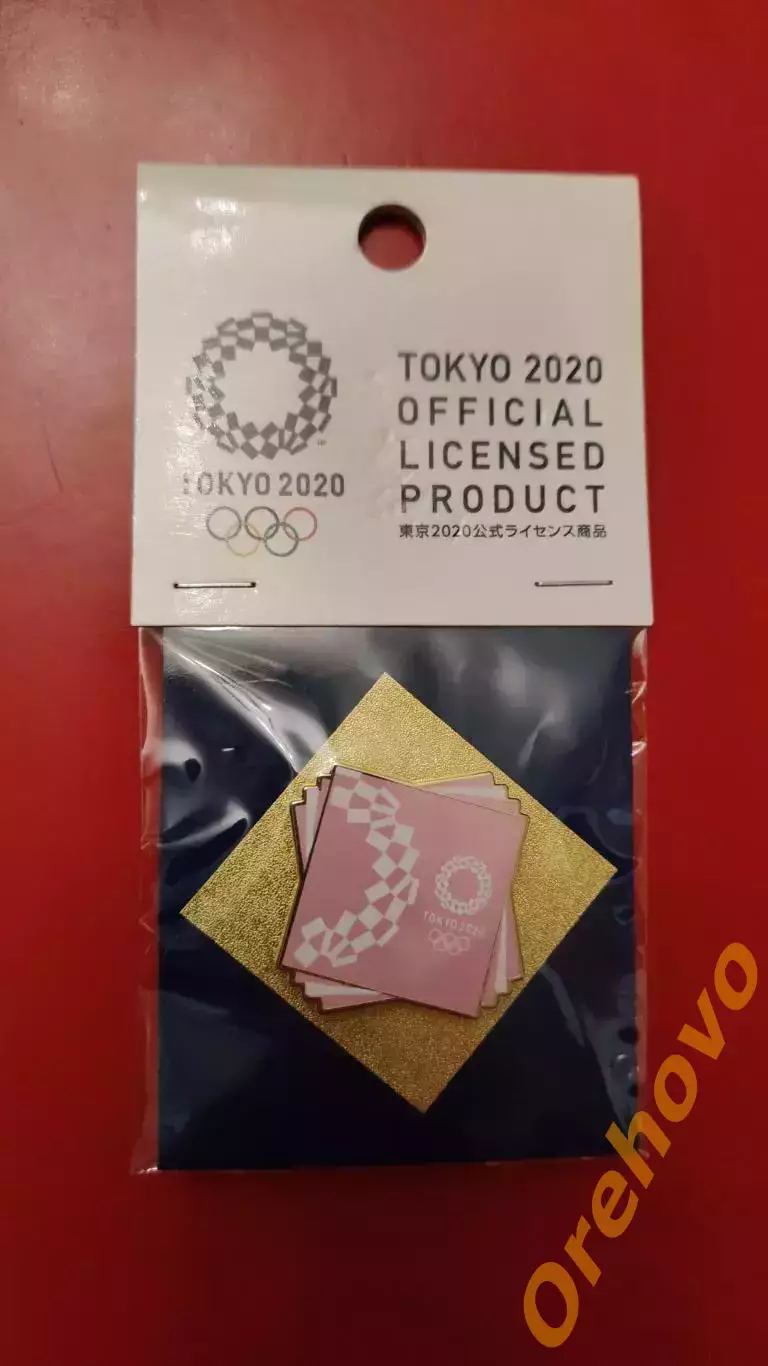 TOKYO 2020
TOKYO 2020
OFFICIAL
LICENSED
PRODUCT
東京2020公式ライセンス商品
TOKYO 2020
Orehovo